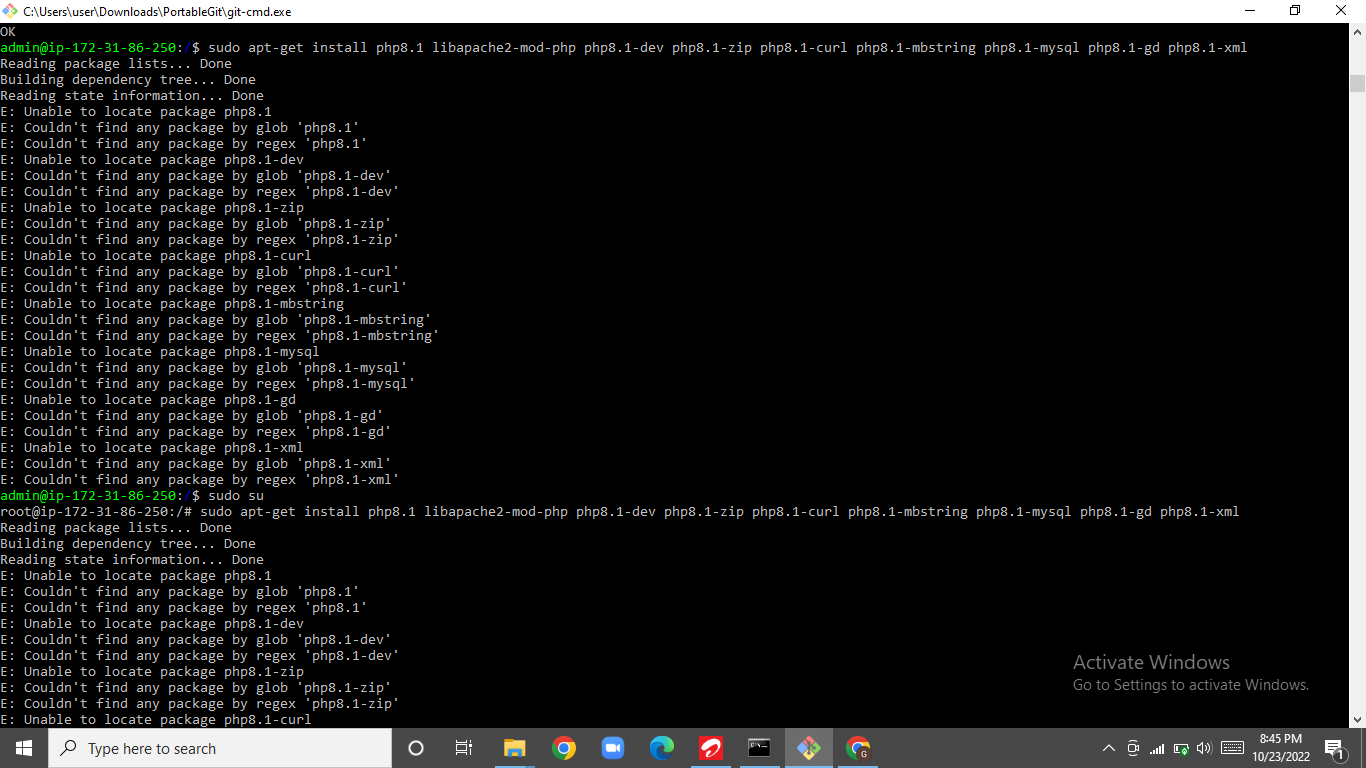 C:\Users\user\Downloads\PortableGit\git-cmd.exe
OK
admin@ip-172-31-86-250:/$ sudo apt-get install php8.1 libapache2-mod-php php8.1-dev php8.1-zip php8.1-curl php8.1-mbstring php8.1-mysql php8.1-gd php8.1-xml
Reading package lists... Done
Building dependency tree... Done
Reading state information... Done
E: Unable to locate package php8.1
E: Couldn't find any package by glob 'php8.1'
E: Couldn't find any package by regex 'php8.1'
E: Unable to locate package php8.1-dev
E: Couldn't find any package by glob 'php8.1-dev'
E: Couldn't find any package by regex 'php8.1-dev'
E: Unable to locate package php8.1-zip
E: Couldn't find any package by glob 'php8.1-zip'
E: Couldn't find any package by regex 'php8.1-zip'
E: Unable to locate package php8.1-curl
E: Couldn't find any package by glob 'php8.1-curl'
E: Couldn't find any package by regex 'php8.1-curl'
E: Unable to locate package php8.1-mbstring
E: Couldn't find any package by glob 'php8.1-mbstring'
E: Couldn't find any package by regex 'php8.1-mbstring'
E: Unable to locate package php8.1-mysql
E: Couldn't find any package by glob 'php8.1-mysql'
E: Couldn't find any package by regex 'php8.1-mysql'
E: Unable to locate package php8.1-gd
E: Couldn't find any package by glob 'php8.1-gd'
E: Couldn't find any package by regex 'php8.1-gd'
E: Unable to locate package php8.1-xml
E: Couldn't find any package by glob 'php8.1-xml'
E: Couldn't find any package by regex 'php8.1-xml'
admin@ip-172-31-86-250:/$ sudo su
root@ip-172-31-86-250:/# sudo apt-get install php8.1 libapache2-mod-php php8.1-dev php8.1-zip php8.1-curl php8.1-mbstring php8.1-mysql php8.1-gd php8.1-xml
Reading package lists... Done
Building dependency tree... Done
Reading state information... Done
E: Unable to locate package php8.1
E: Couldn't find any package by glob 'php8.1'
E: Couldn't find any package by regex 'php8.1'
E: Unable to locate package php8.1-dev
E: Couldn't find any package by glob 'php8.1-dev'
E: Couldn't find any package by regex 'php8.1-dev'
E: Unable to locate package php8.1-zip
E: Couldn't find any package by glob 'php8.1-zip'
E: Couldn't find any package by regex 'php8.1-zip'
E: Unable to locate package php8.1-curl
Activate Windows
Go to Settings to activate Windows.
Type here to search
G
8:45 PM
10/23/2022
1